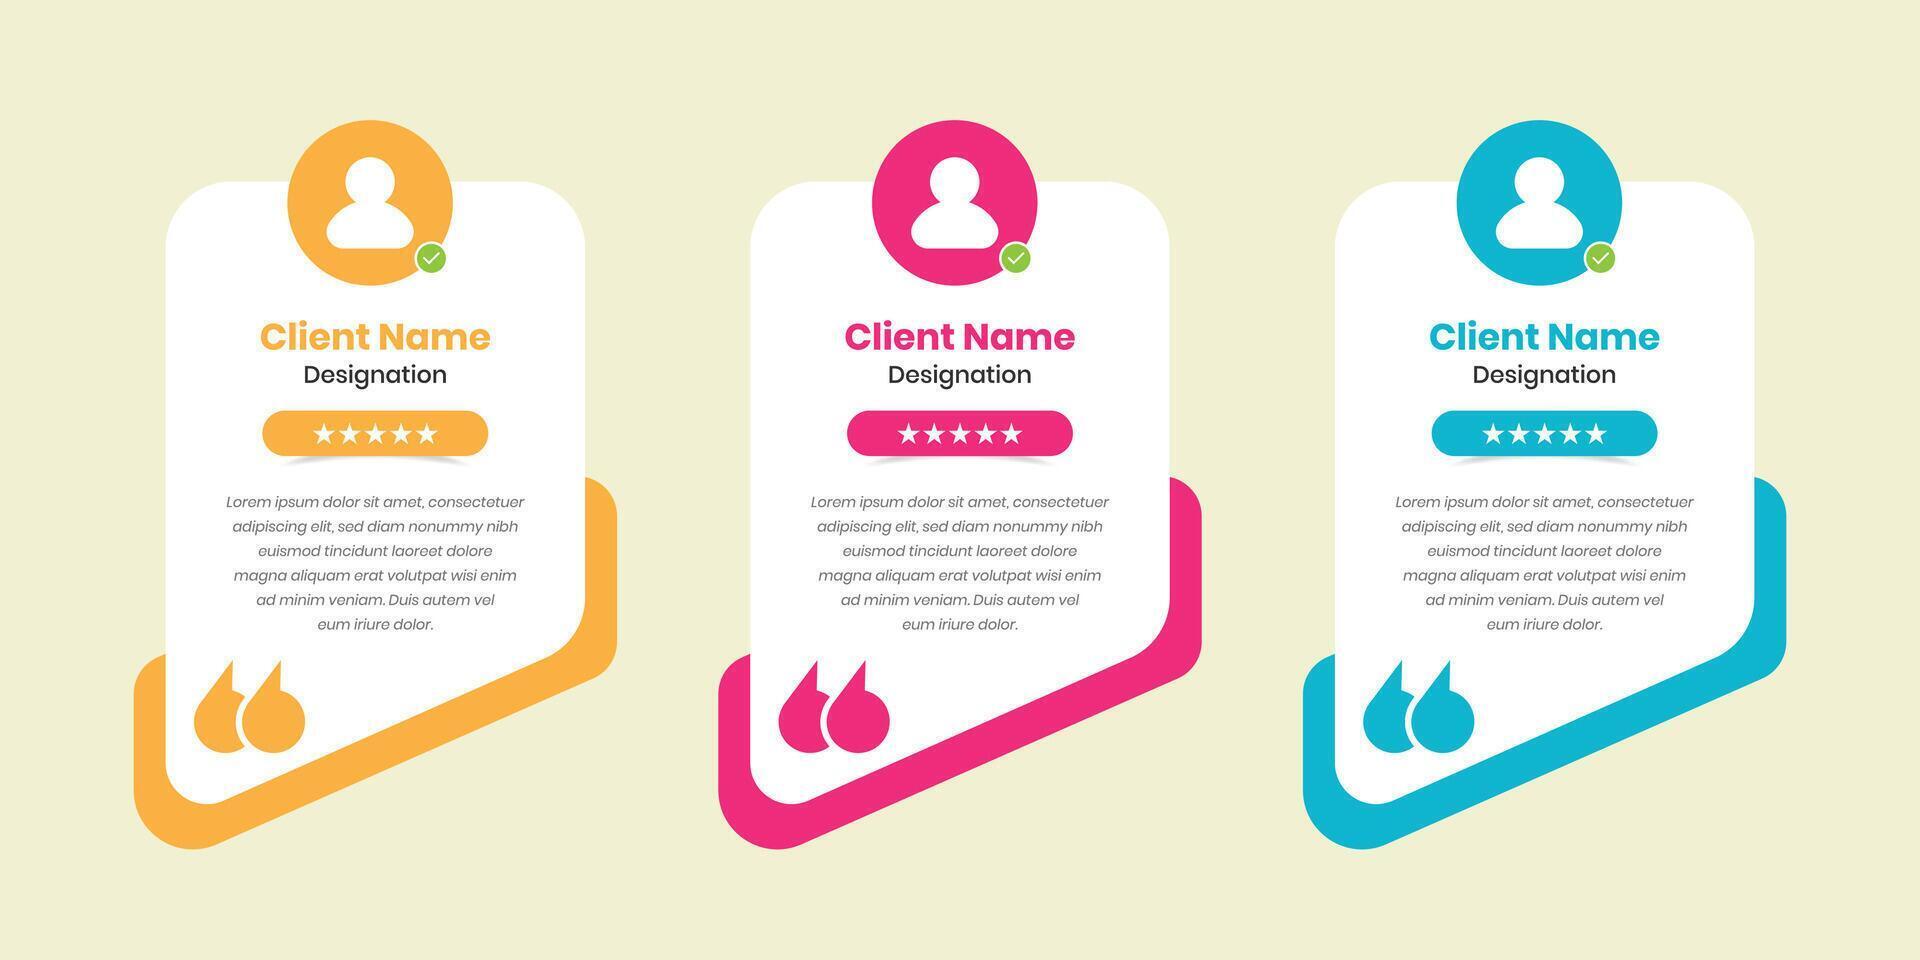 Client Name
Designation
Lorem ipsum dolor sit amet, consectetuer
adipiscing elit, sed diam nonummy nibh
euismod tincidunt laoreet dolore
magna aliquam erat volutpat wisi enim
ad minim veniam. Duis autem vel
eum iriure dolor.
Client Name
Designation
Lorem ipsum dolor sit amet, consectetuer
adipiscing elit, sed diam nonummy nibh
euismod tincidunt laoreet dolore
magna aliquam erat volutpat wisi enim
ad minim veniam. Duis autem vel
eum iriure dolor.
Client Name
Designation
Lorem ipsum dolor sit amet, consectetuer
adipiscing elit, sed diam nonummy nibh
euismod tincidunt laoreet dolore
magna aliquam erat volutpat wisi enim
ad minim veniam. Duis autem vel
eum iriure dolor.